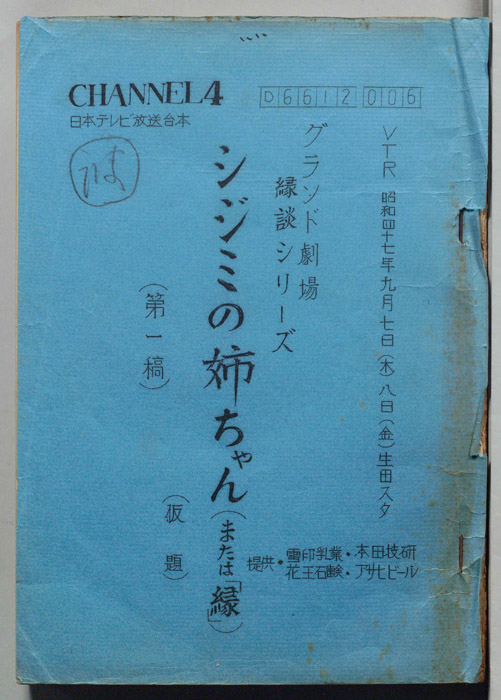 CHANNEL4
日本テレビ放送台本
D6612006
VTR 昭和四十七年九月七日(木)八日(金)生田スタ
グランド劇場
縁談シリーズ
シジミの姉ちゃん(または「縁」)
(仮題)
(第一稿)
提供・雪印乳業・本田技研
花王石鹸・アサヒビール